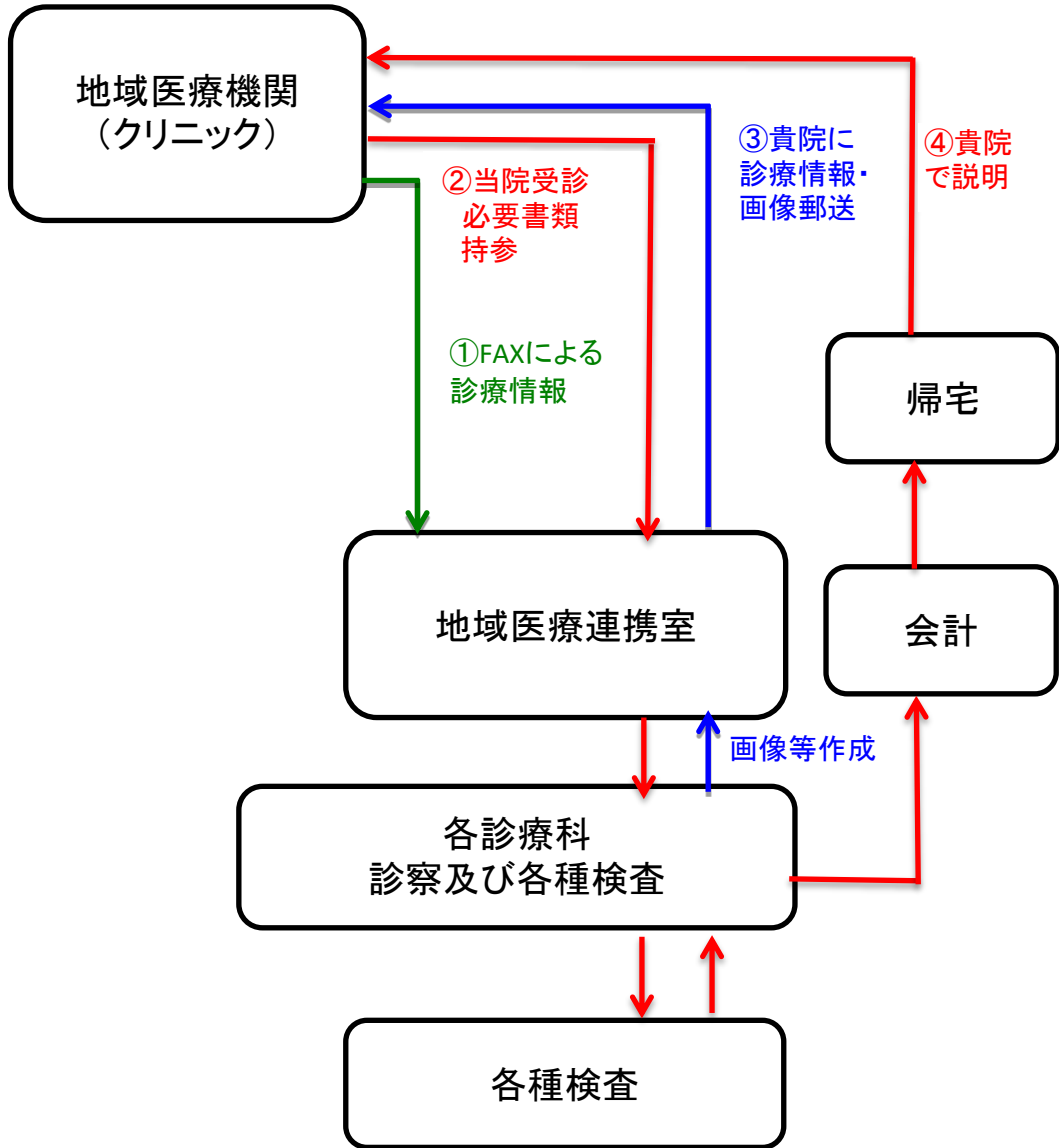 地域医療機関
（クリニック）
②当院受診
必要書類
持参
③貴院に
診療情報・
画像郵送
④貴院
で説明
①FAXによる
診療情報
帰宅
地域医療連携室
会計
画像等作成
各診療科
診察及び各種検査
各種検査